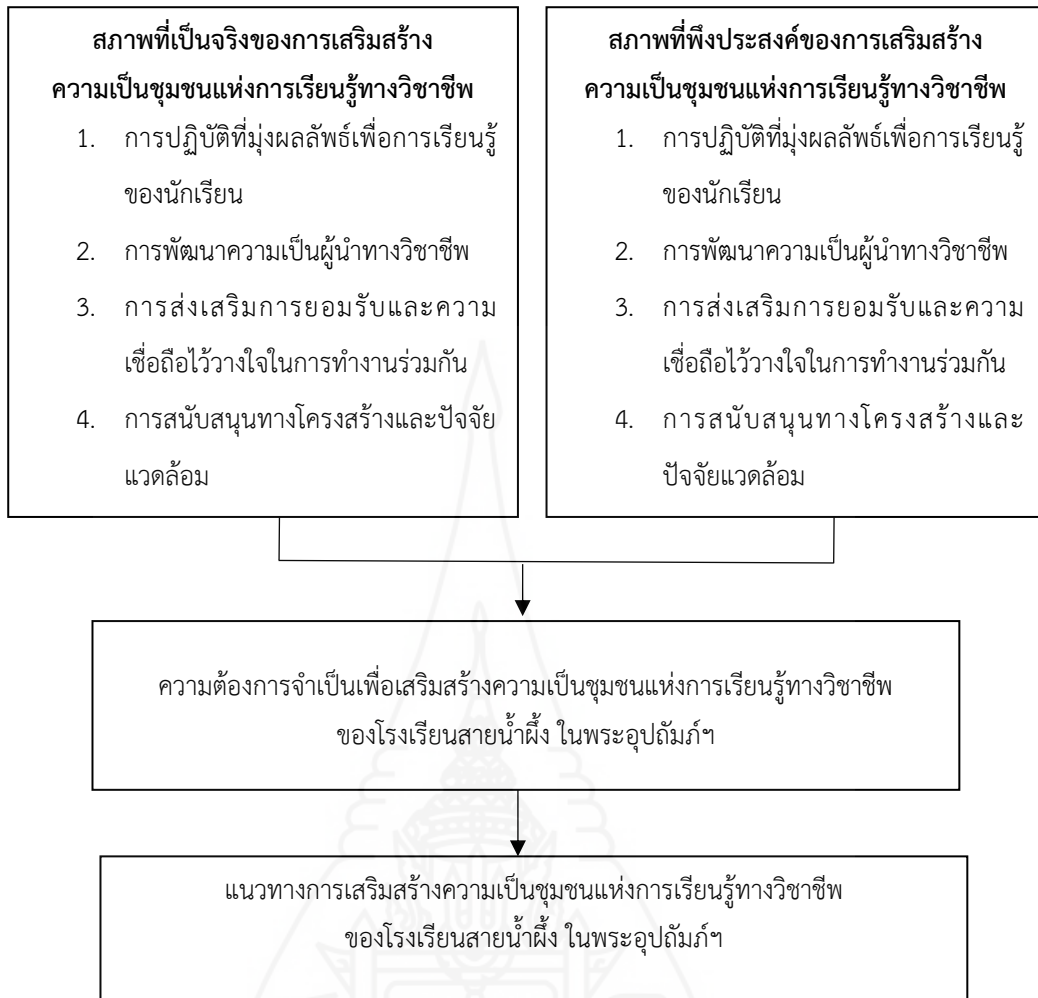 สภาพที่เป็นจริงของการเสริมสร้าง
ความเป็นชุมชนแห่งการเรียนรู้ทางวิชาชีพ
1. การปฏิบัติที่มุ่งผลลัพธ์เพื่อการเรียนรู้
ของนักเรียน
2. การพัฒนาความเป็นผู้นำทางวิชาชีพ
3. การส่งเสริมการยอมรับและความ
เชื่อถือไว้วางใจในการทำงานร่วมกัน
4. การสนับสนุนทางโครงสร้างและปัจจัย
แวดล้อม
สภาพที่พึงประสงค์ของการเสริมสร้าง
ความเป็นชุมชนแห่งการเรียนรู้ทางวิชาชีพ
1. การปฏิบัติที่มุ่งผลลัพธ์เพื่อการเรียนรู้
ของนักเรียน
2. การพัฒนาความเป็นผู้นำทางวิชาชีพ
3. การส่งเสริมการยอมรับและความ
เชื่อถือไว้วางใจในการทำงานร่วมกัน
4. การสนับสนุนทางโครงสร้างและ
ปัจจัยแวดล้อม
ความต้องการจำเป็นเพื่อเสริมสร้างความเป็นชุมชนแห่งการเรียนรู้ทางวิชาชีพ
ของโรงเรียนสายน้ำผึ้ง ในพระอุปถัมภ์ฯ
แนวทางการเสริมสร้างความเป็นชุมชนแห่งการเรียนรู้ทางวิชาชีพ
ของโรงเรียนสายน้ำผึ้ง ในพระอุปถัมภ์ฯ